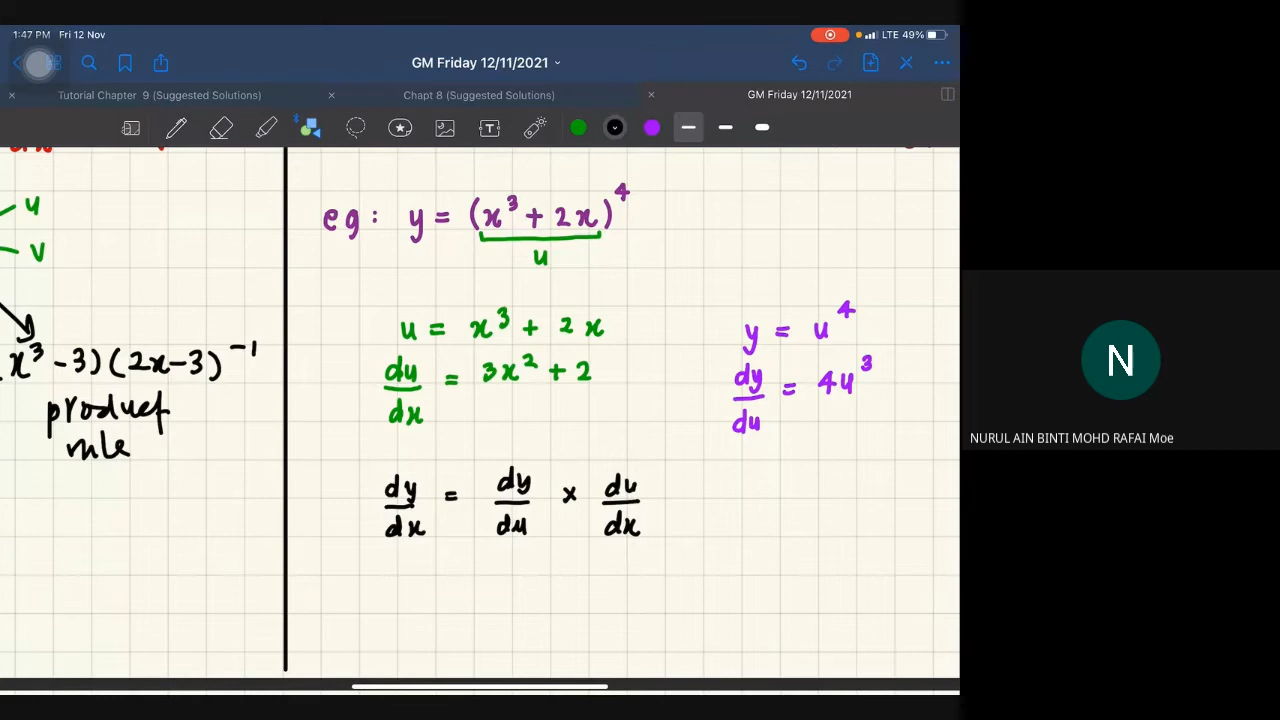 1:47 PM Fri 12 Nov
LTE 49%
GM Friday 12/11/2021
Tutorial Chapter 9 (Suggested Solutions)
Chapt 8 (Suggested Solutions)
GM Friday 12/11/2021
u
v
x³ -3)(2x-3)⁻¹
product
rule
eg: y = (x³ + 2x)⁴
u
u = x³ + 2x
du/dx = 3x² + 2
y = u⁴
dy/du = 4u³
dy/dx = dy/du × du/dx
N
NURUL AIN BINTI MOHD RAFAI Moe